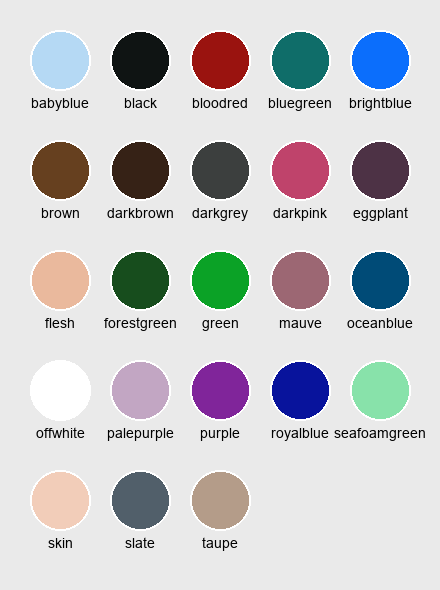 babyblue black bloodred bluegreen brightblue
brown darkbrown darkgrey darkpink eggplant
flesh forestgreen green mauve oceanblue
offwhite palepurple purple royalblue seafoamgreen
skin slate taupe